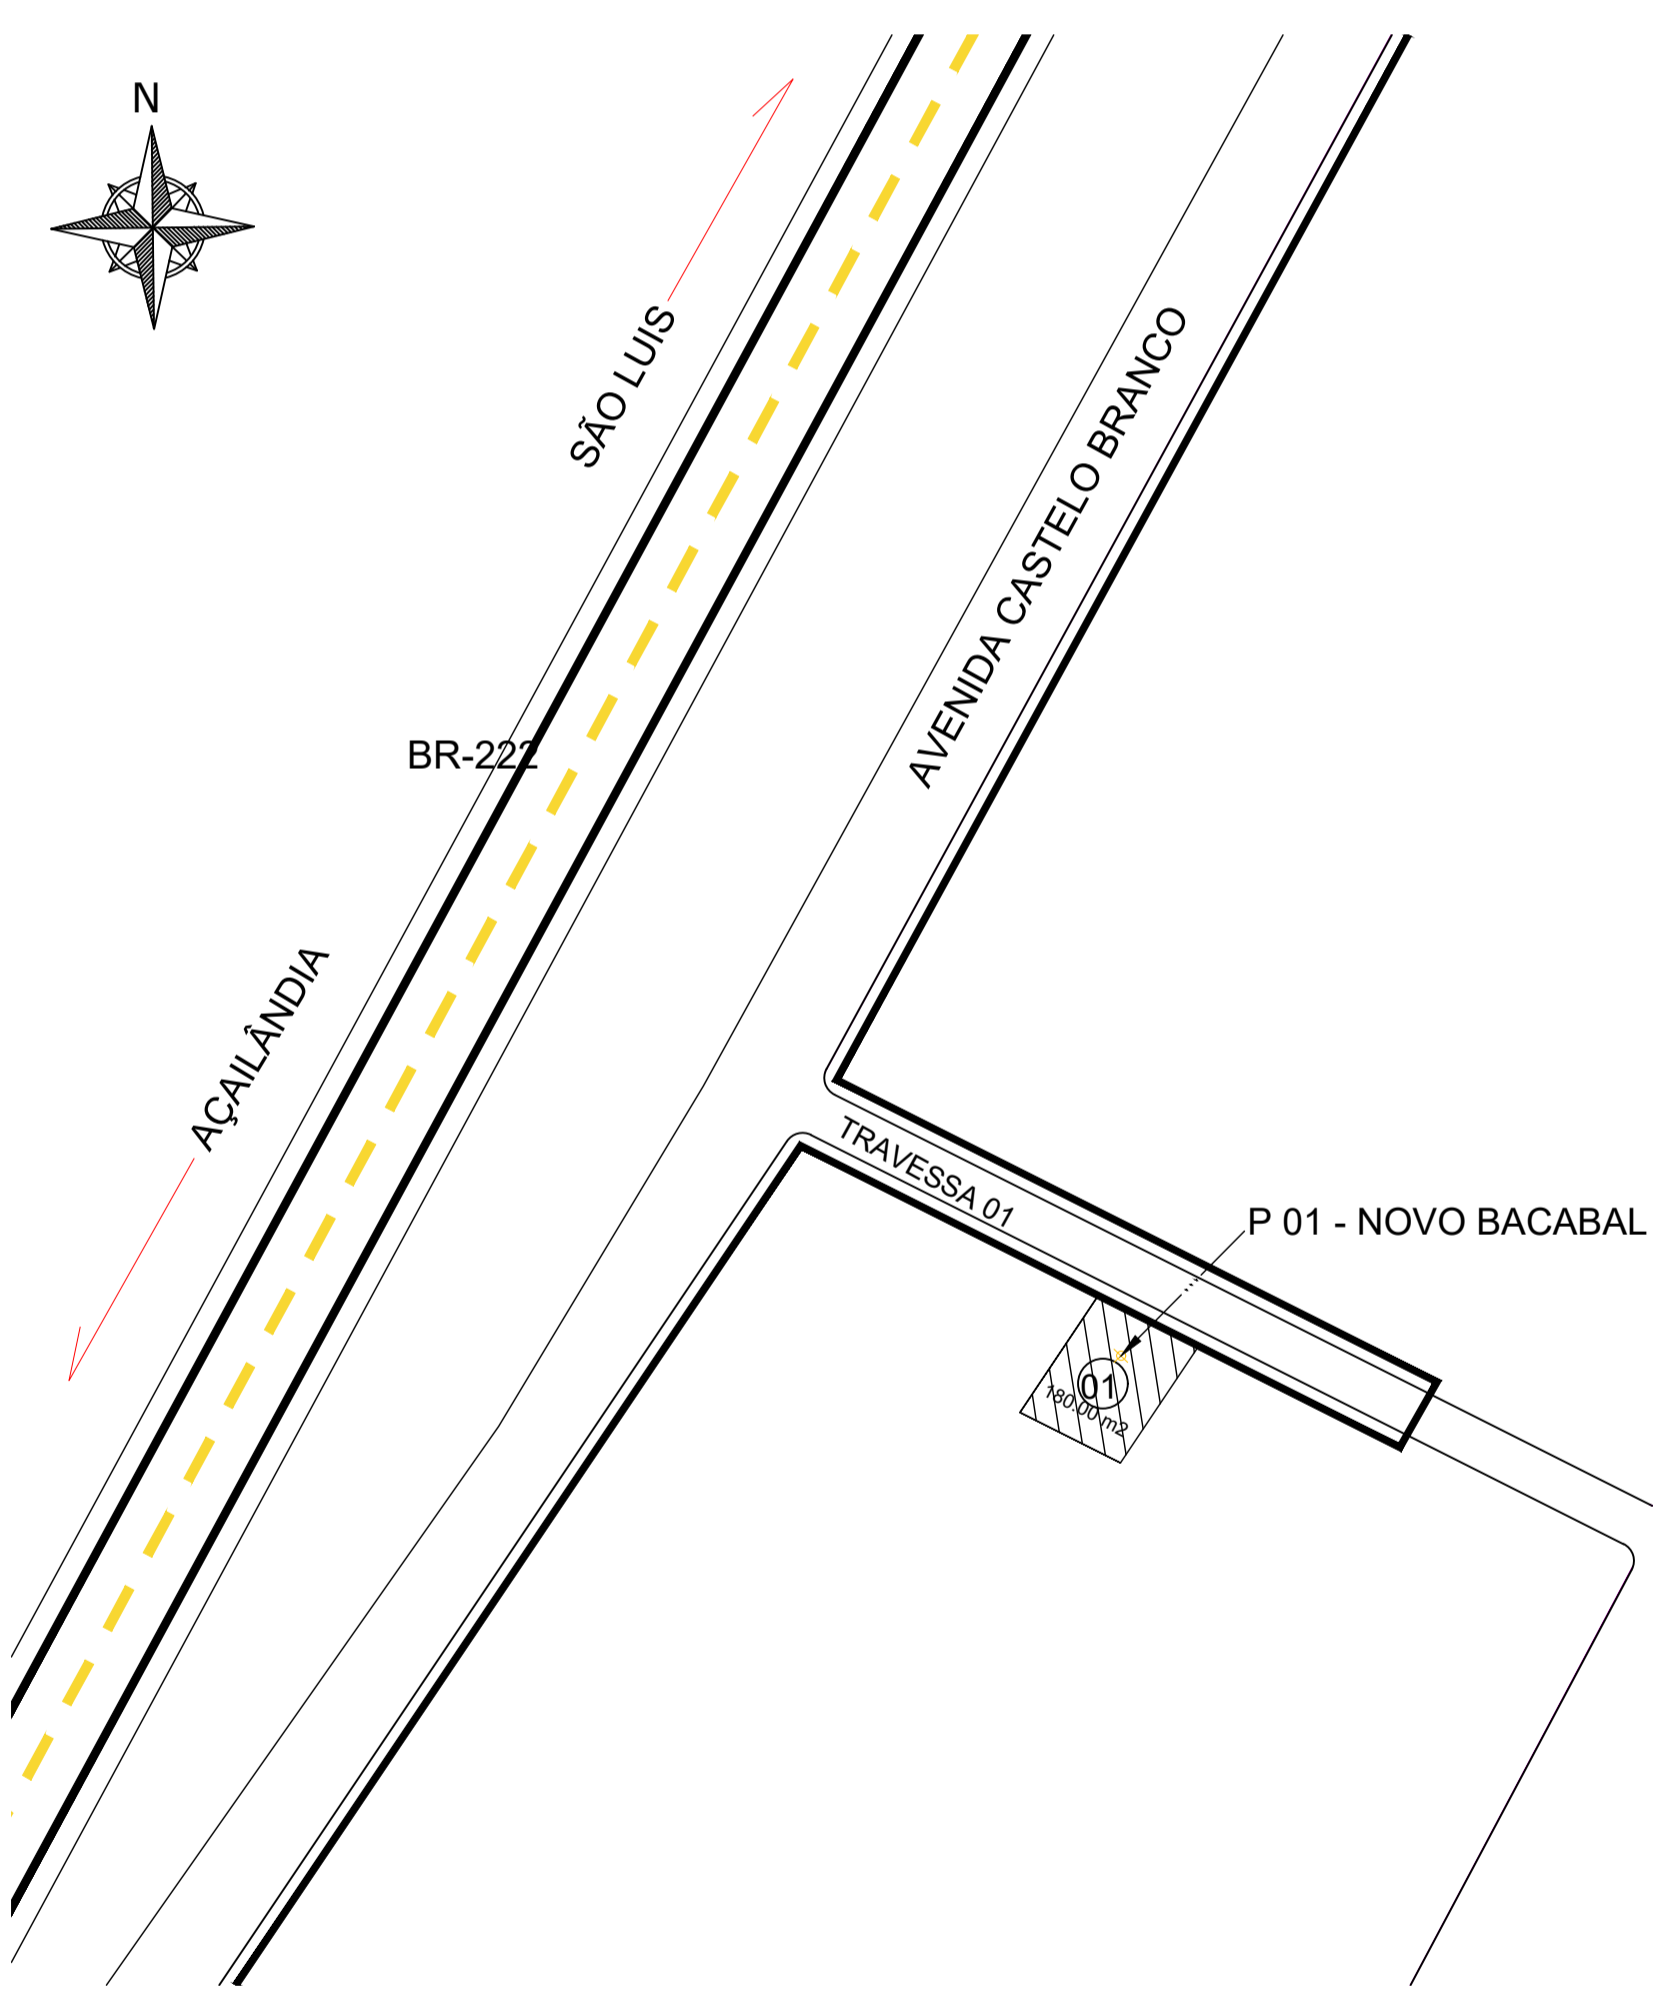 N
SÃO LUIS
AVENIDA CASTELO BRANCO
BR-222
AÇAILÂNDIA
TRAVESSA 01
P 01 - NOVO BACABAL
01
180.00 m2